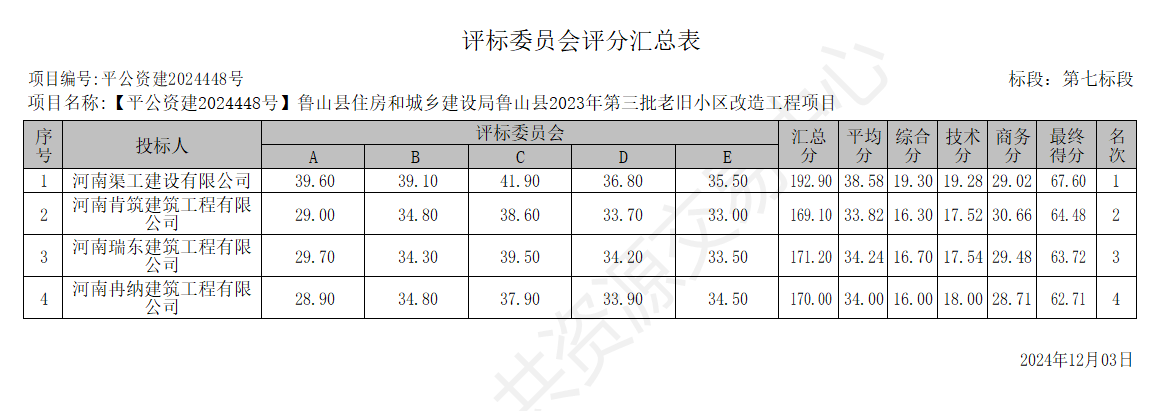 评标委员会评分汇总表
项目编号:平公资建2024448号 标段：第七标段
项目名称:【平公资建2024448号】鲁山县住房和城乡建设局鲁山县2023年第三批老旧小区改造工程项目
序号 投标人 评标委员会 汇总分 平均分 综合分 技术分 商务分 最终得分 名次
A B C D E
1 河南渠工建设有限公司 39.60 39.10 41.90 36.80 35.50 192.90 38.58 19.30 19.28 29.02 67.60 1
2 河南肯筑建筑工程有限公司 29.00 34.80 38.60 33.70 33.00 169.10 33.82 16.30 17.52 30.66 64.48 2
3 河南瑞东建筑工程有限公司 29.70 34.30 39.50 34.20 33.50 171.20 34.24 16.70 17.54 29.48 63.72 3
4 河南冉纳建筑工程有限公司 28.90 34.80 37.90 33.90 34.50 170.00 34.00 16.00 18.00 28.71 62.71 4
2024年12月03日
共资源交易中心